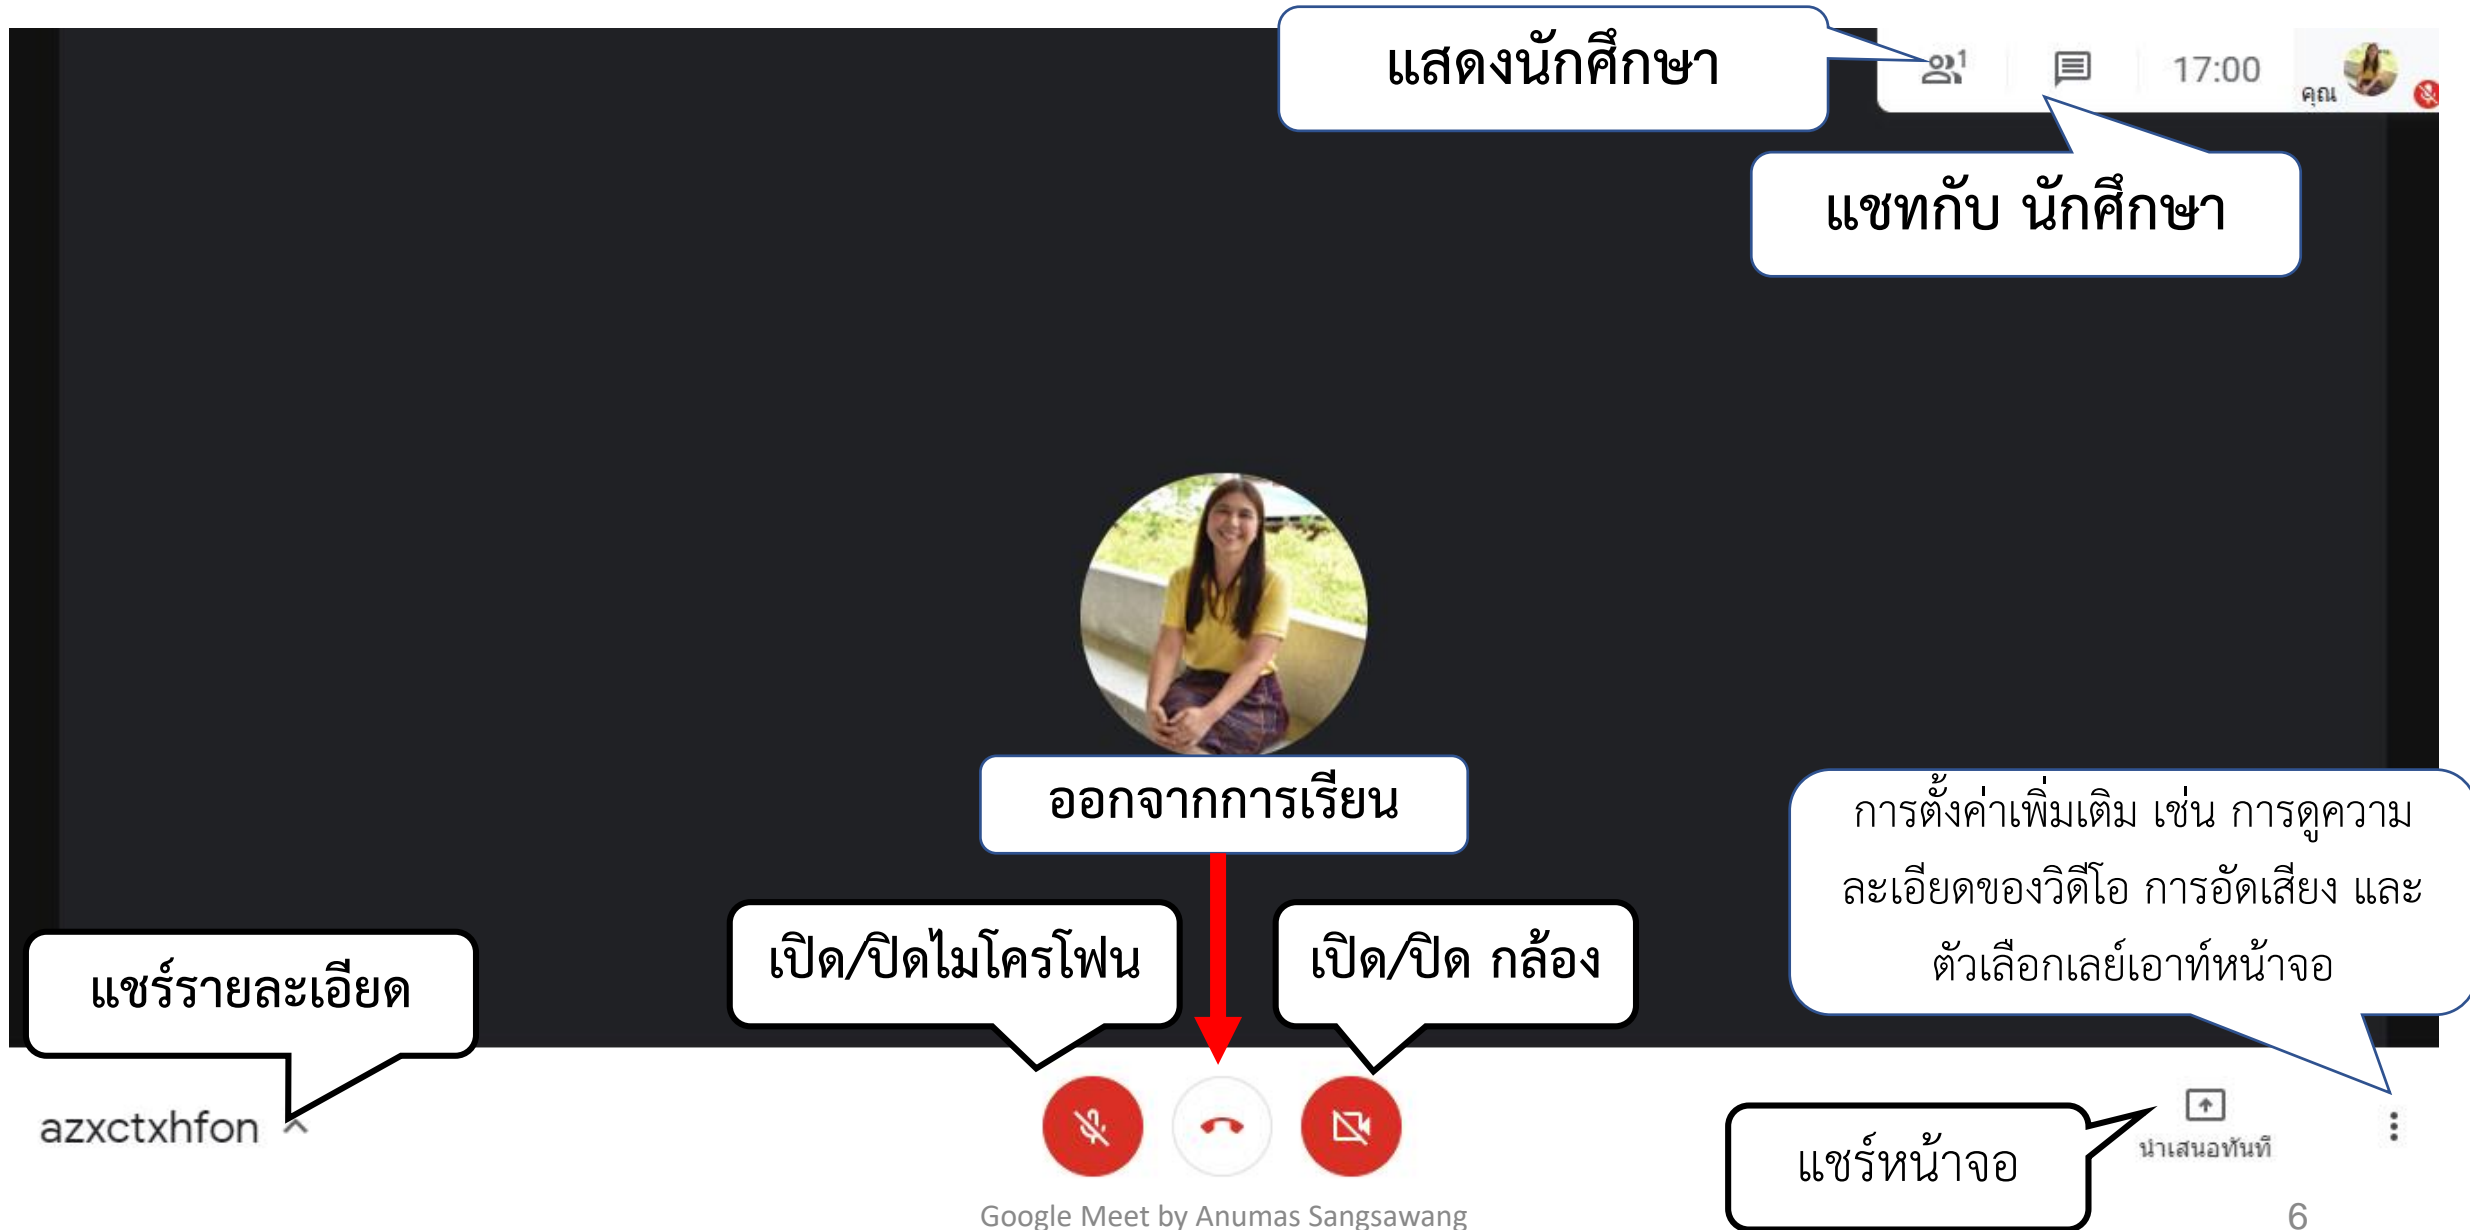 แสดงนักศึกษา
1
17:00
คุณ
แชทกับ นักศึกษา
ออกจากการเรียน
การตั้งค่าเพิ่มเติม เช่น การดูความ
ละเอียดของวิดีโอ การอัดเสียง และ
ตัวเลือกเลย์เอาท์หน้าจอ
เปิด/ปิดไมโครโฟน
เปิด/ปิด กล้อง
แชร์รายละเอียด
azxctxhfon
แชร์หน้าจอ
นำเสนอทันที
Google Meet by Anumas Sangsawang
6